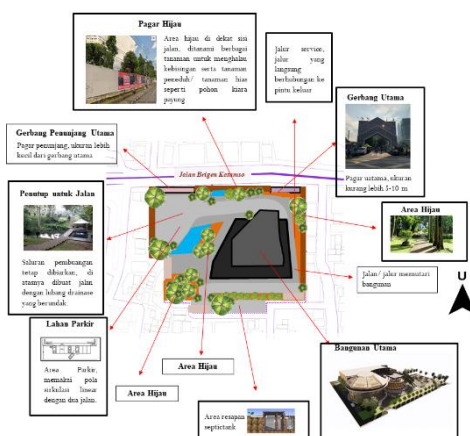 Pagar Hijau
Area hijau di dekat sisi
jalan, ditanami berbagai
tanaman untuk menghalau
kebisingan serta tanaman
peneduh/ tanaman hias
seperti pohon kiara
payung
Jalur service,
jalur yang
langsung
berhubungan ke
pintu keluar
Gerbang Utama
Pagar uatama, ukuran
kurang lebih 5-10 m
Gerbang Penunjang Utama
Pagar penunjang, ukuran lebih
kecil dari gerbang utama
Jalan Brigen Katamso
Penutup untuk Jalan
Saluran pembuangan
tetap dibiarkan, di
atasnya dibuat jalan
dengan lubang drainase
yang berundak.
Area Hijau
Jalan/ jalur memutari
bangunan
U
Lahan Parkir
Area Parkir,
memakai pola
sirkulasi linear
dengan dua jalan.
Area Hijau
Area Hijau
Area resapan
septictank
Bangunan Utama